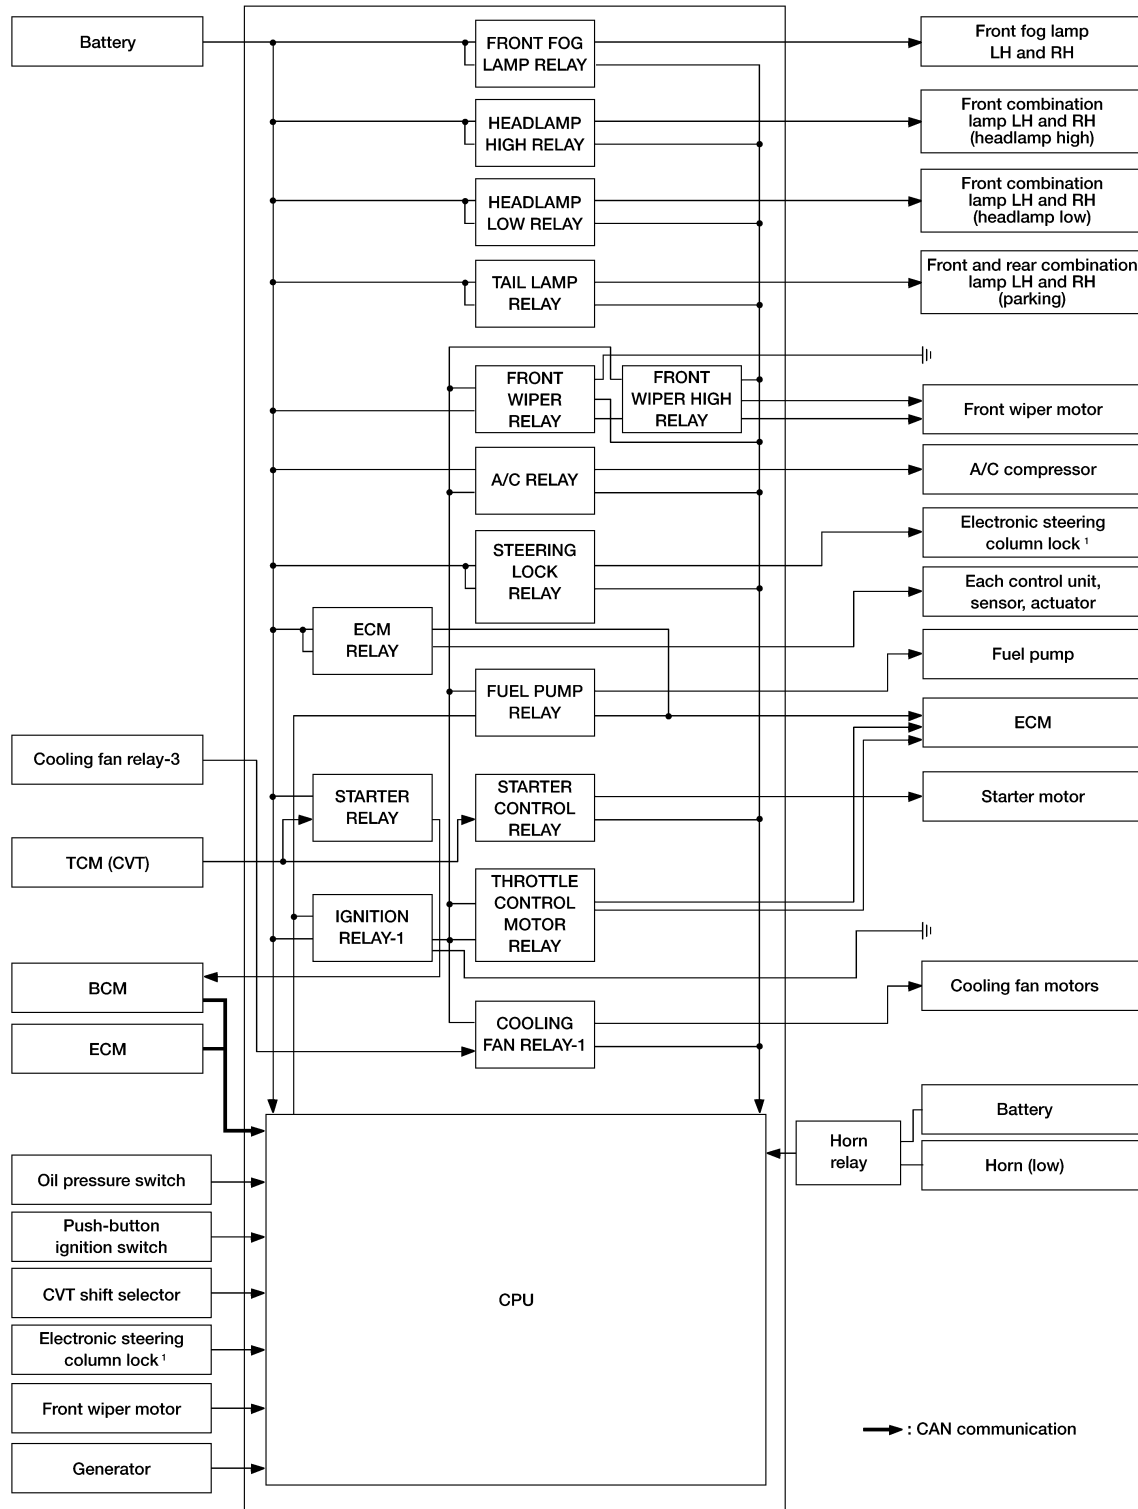 Battery
FRONT FOG
LAMP RELAY
Front fog lamp
LH and RH
HEADLAMP
HIGH RELAY
Front combination
lamp LH and RH
(headlamp high)
HEADLAMP
LOW RELAY
Front combination
lamp LH and RH
(headlamp low)
TAIL LAMP
RELAY
Front and rear combination
lamp LH and RH
(parking)
FRONT
WIPER
RELAY
FRONT
WIPER HIGH
RELAY
Front wiper motor
A/C RELAY
A/C compressor
STEERING
LOCK
RELAY
Electronic steering
column lock ¹
ECM
RELAY
Each control unit,
sensor, actuator
FUEL PUMP
RELAY
Fuel pump
ECM
Cooling fan relay-3
STARTER
RELAY
STARTER
CONTROL
RELAY
Starter motor
TCM (CVT)
IGNITION
RELAY-1
THROTTLE
CONTROL
MOTOR
RELAY
BCM
Cooling fan motors
ECM
COOLING
FAN RELAY-1
Battery
Horn
relay
Horn (low)
Oil pressure switch
Push-button
ignition switch
CVT shift selector
CPU
Electronic steering
column lock ¹
Front wiper motor
: CAN communication
Generator